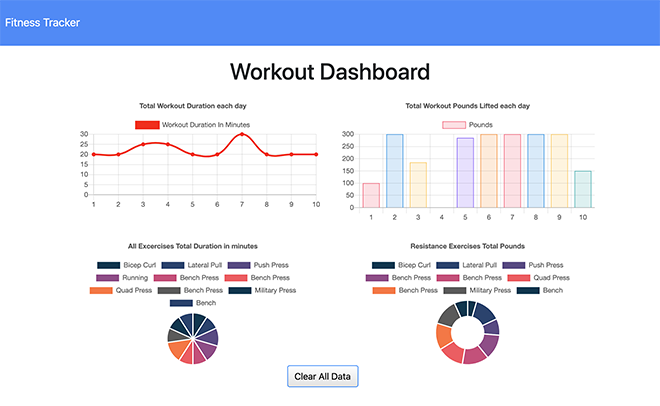 Fitness Tracker
Workout Dashboard
Total Workout Duration each day
Workout Duration In Minutes
30
25
20
15
10
5
0
1 2 3 4 5 6 7 8 9 10
Total Workout Pounds Lifted each day
Pounds
300
250
200
150
100
50
0
1 2 3 4 5 6 7 8 9 10
All Excercises Total Duration in minutes
Bicep Curl Lateral Pull Push Press
Running Bench Press Bench Press
Quad Press Bench Press Military Press
Bench
Resistance Exercises Total Pounds
Bicep Curl Lateral Pull Push Press
Bench Press Bench Press Quad Press
Bench Press Military Press Bench
Clear All Data